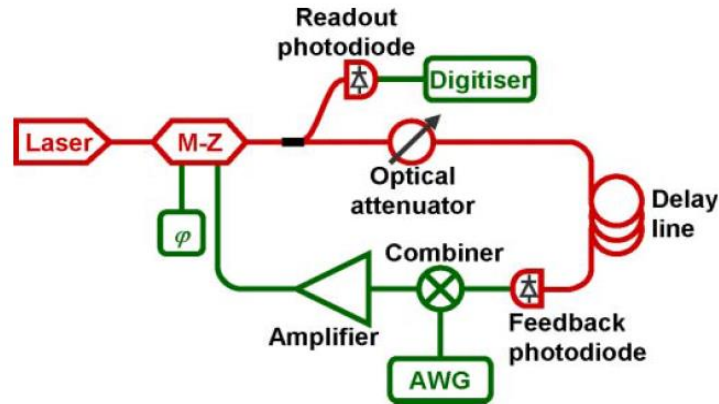 Readout
photodiode
Digitiser
Laser
M-Z
Optical
attenuator
Delay
line
φ
Combiner
Amplifier
Feedback
photodiode
AWG